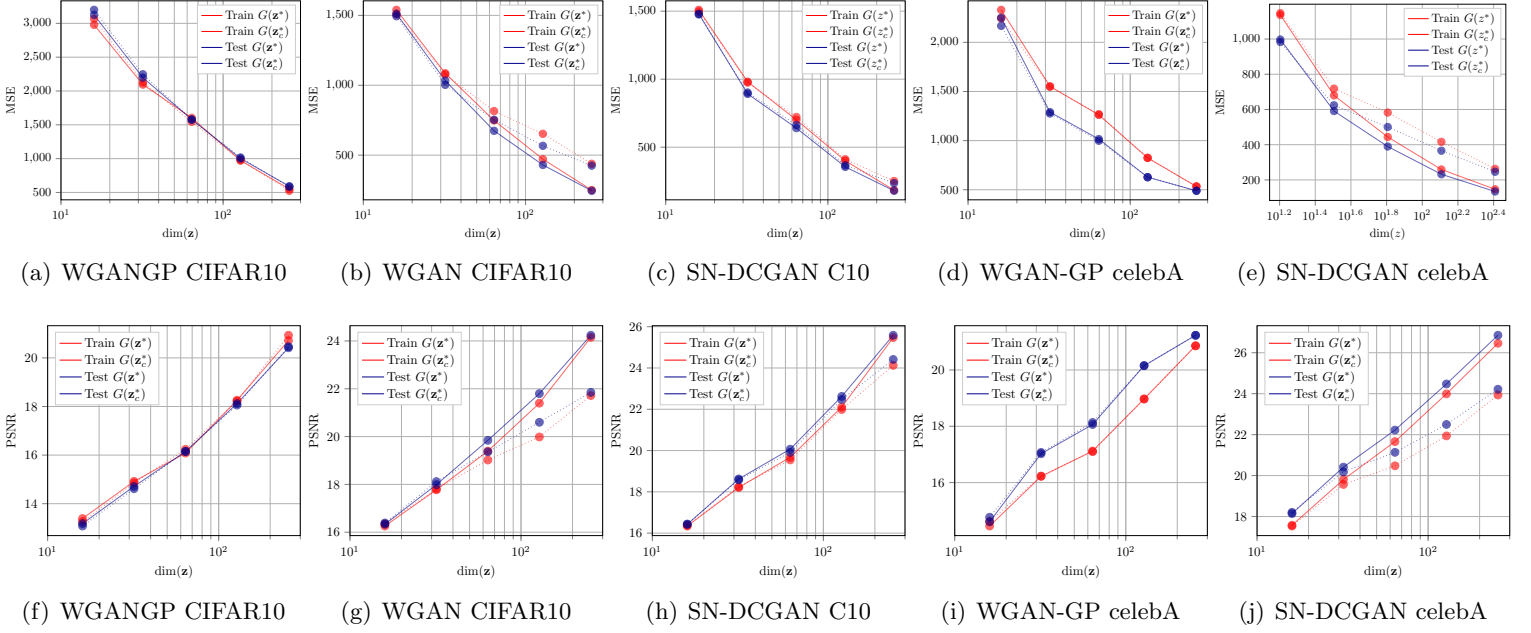 3,000
2,500
2,000
1,500
1,000
500
MSE
10^1
10^2
dim(z)
Train G(z*)
Train G(z*_c)
Test G(z*)
Test G(z*_c)
(a) WGANGP CIFAR10
1,500
1,000
500
MSE
10^1
10^2
dim(z)
Train G(z*)
Train G(z*_c)
Test G(z*)
Test G(z*_c)
(b) WGAN CIFAR10
1,500
1,000
500
MSE
10^1
10^2
dim(z)
Train G(z*)
Train G(z*_c)
Test G(z*)
Test G(z*_c)
(c) SN-DCGAN C10
2,000
1,500
1,000
500
MSE
10^1
10^2
dim(z)
Train G(z*)
Train G(z*_c)
Test G(z*)
Test G(z*_c)
(d) WGAN-GP celebA
1,000
800
600
400
200
MSE
10^1.2
10^1.4
10^1.6
10^1.8
10^2
10^2.2
10^2.4
dim(z)
Train G(z*)
Train G(z*_c)
Test G(z*)
Test G(z*_c)
(e) SN-DCGAN celebA
20
18
16
14
PSNR
10^1
10^2
dim(z)
Train G(z*)
Train G(z*_c)
Test G(z*)
Test G(z*_c)
(f) WGANGP CIFAR10
24
22
20
18
16
PSNR
10^1
10^2
dim(z)
Train G(z*)
Train G(z*_c)
Test G(z*)
Test G(z*_c)
(g) WGAN CIFAR10
26
24
22
20
18
16
PSNR
10^1
10^2
dim(z)
Train G(z*)
Train G(z*_c)
Test G(z*)
Test G(z*_c)
(h) SN-DCGAN C10
20
18
16
PSNR
10^1
10^2
dim(z)
Train G(z*)
Train G(z*_c)
Test G(z*)
Test G(z*_c)
(i) WGAN-GP celebA
26
24
22
20
18
PSNR
10^1
10^2
dim(z)
Train G(z*)
Train G(z*_c)
Test G(z*)
Test G(z*_c)
(j) SN-DCGAN celebA